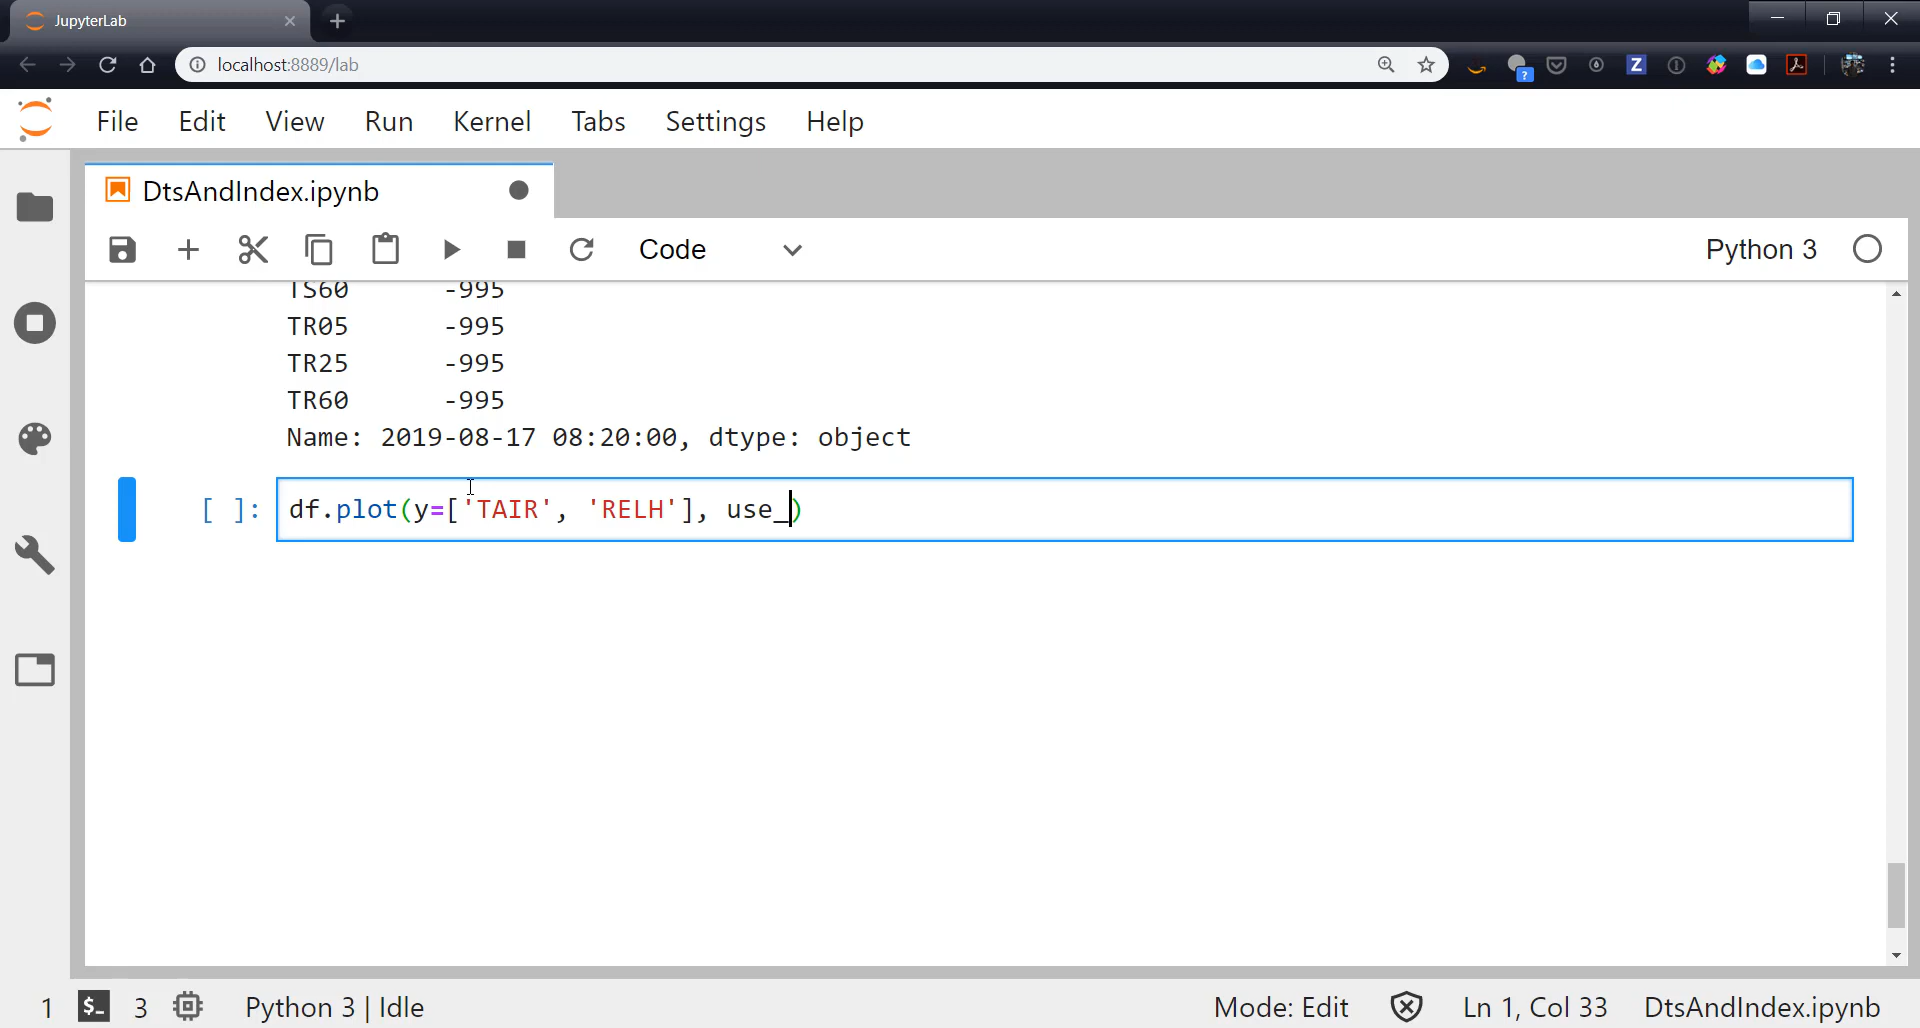 JupyterLab
localhost:8889/lab
File Edit View Run Kernel Tabs Settings Help
DtsAndIndex.ipynb
Code
Python 3
TS60 -995
TR05 -995
TR25 -995
TR60 -995
Name: 2019-08-17 08:20:00, dtype: object
[ ]: df.plot(y=['TAIR', 'RELH'], use_)
1 $_ 3 Python 3 | Idle Mode: Edit Ln 1, Col 33 DtsAndIndex.ipynb